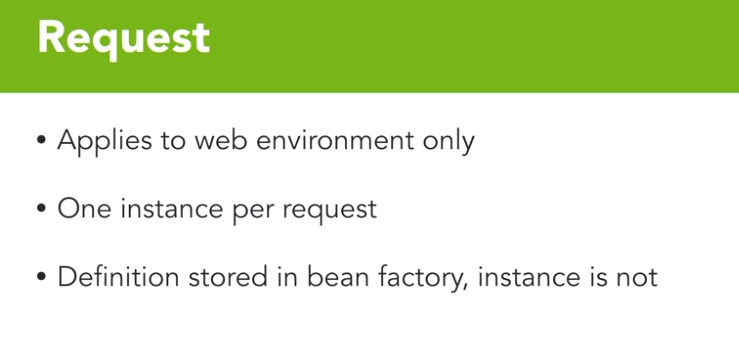 Request
• Applies to web environment only
• One instance per request
• Definition stored in bean factory, instance is not